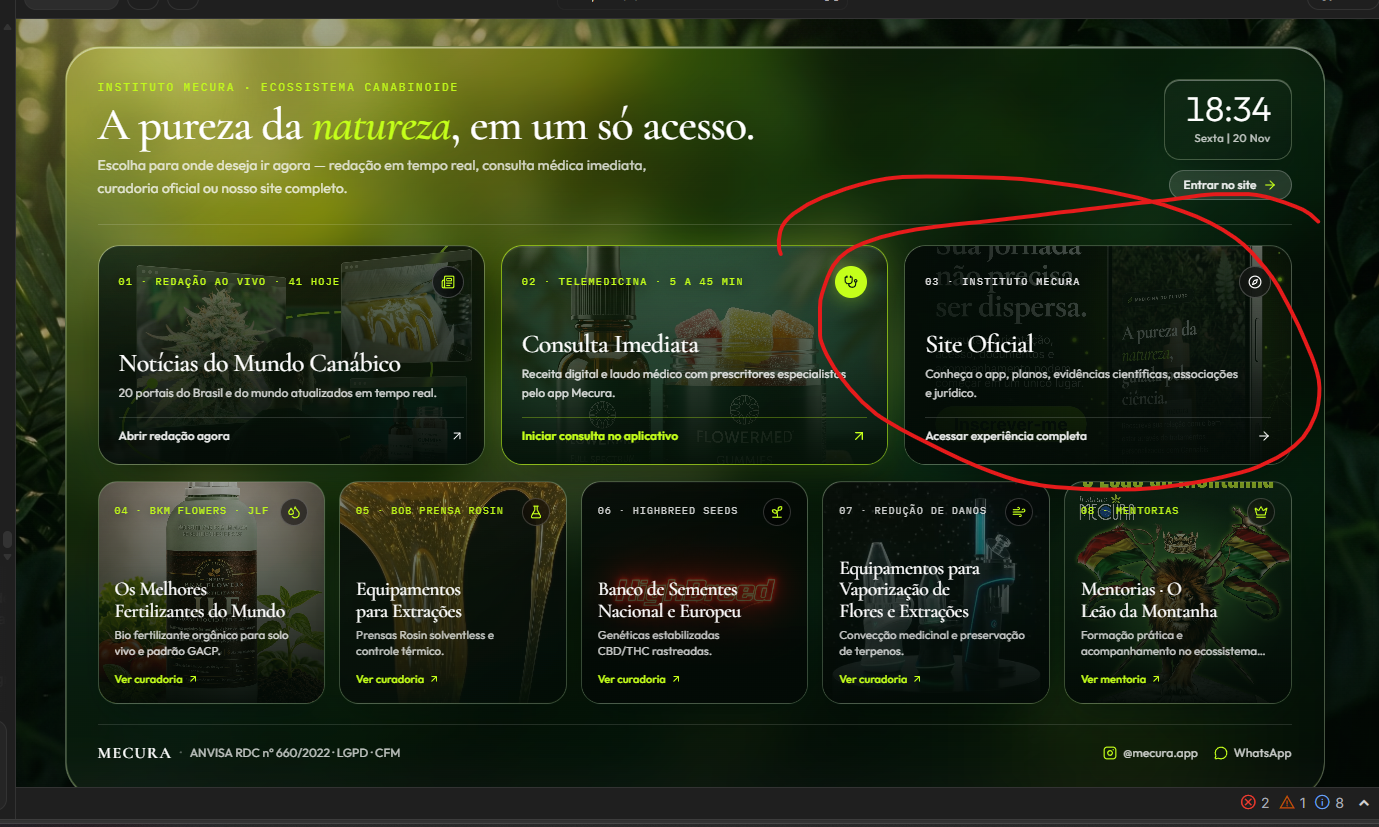 INSTITUTO MECURA · ECOSSISTEMA CANABINOIDE
A pureza da natureza, em um só acesso.
Escolha para onde deseja ir agora — redação em tempo real, consulta médica imediata,
curadoria oficial ou nosso site completo.
18:34
Sexta | 20 Nov
Entrar no site
01 · REDAÇÃO AO VIVO · 41 HOJE
Notícias do Mundo Canábico
20 portais do Brasil e do mundo atualizados em tempo real.
Abrir redação agora
02 · TELEMEDICINA · 5 A 45 MIN
Consulta Imediata
Receita digital e laudo médico com prescritores especialistas
pelo app Mecura.
Iniciar consulta no aplicativo
FLOWERMED
GUMMIES
Sua jornada
não precisa
ser dispersa.
03 · INSTITUTO MECURA
Site Oficial
Conheça o app, planos, evidências científicas, associações
e jurídico.
Acessar experiência completa
Inscrever-me
A pureza da
natureza,
ciência.
04 · BKM FLOWERS · JLF
Os Melhores
Fertilizantes do Mundo
Bio fertilizante orgânico para solo
vivo e padrão GACP.
Ver curadoria
05 · BOB PRENSA ROSIN
Equipamentos
para Extrações
Prensas Rosin solventless e
controle térmico.
Ver curadoria
06 · HIGHBREED SEEDS
HighBreed
Banco de Sementes
Nacional e Europeu
Genéticas estabilizadas
CBD/THC rastreadas.
Ver curadoria
07 · REDUÇÃO DE DANOS
Equipamentos para
Vaporização de
Flores e Extrações
Convecção medicinal e preservação
de terpenos.
Ver curadoria
O Leão da Montanha
MECURA
08 · MENTORIAS
Mentorias · O
Leão da Montanha
Formação prática e
acompanhamento no ecossistema...
Ver mentoria
MECURA · ANVISA RDC nº 660/2022 · LGPD · CFM
@mecura.app
WhatsApp
2 1 8